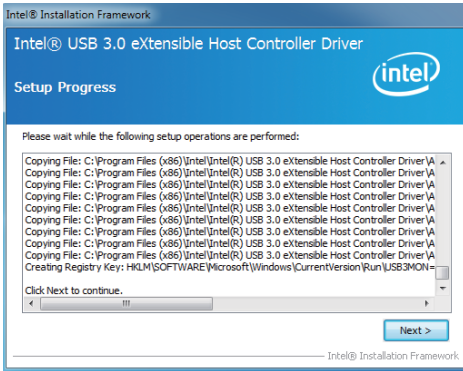 Intel® Installation Framework
Intel® USB 3.0 eXtensible Host Controller Driver
Setup Progress
intel
Please wait while the following setup operations are performed:
Copying File: C:\Program Files (x86)\Intel\Intel(R) USB 3.0 eXtensible Host Controller Driver\A
Copying File: C:\Program Files (x86)\Intel\Intel(R) USB 3.0 eXtensible Host Controller Driver\A
Copying File: C:\Program Files (x86)\Intel\Intel(R) USB 3.0 eXtensible Host Controller Driver\A
Copying File: C:\Program Files (x86)\Intel\Intel(R) USB 3.0 eXtensible Host Controller Driver\A
Copying File: C:\Program Files (x86)\Intel\Intel(R) USB 3.0 eXtensible Host Controller Driver\A
Copying File: C:\Program Files (x86)\Intel\Intel(R) USB 3.0 eXtensible Host Controller Driver\A
Copying File: C:\Program Files (x86)\Intel\Intel(R) USB 3.0 eXtensible Host Controller Driver\A
Copying File: C:\Program Files (x86)\Intel\Intel(R) USB 3.0 eXtensible Host Controller Driver\A
Copying File: C:\Program Files (x86)\Intel\Intel(R) USB 3.0 eXtensible Host Controller Driver\A
Creating Registry Key: HKLM\SOFTWARE\Microsoft\Windows\CurrentVersion\Run\USB3MON=
Click Next to continue.
Next >
Intel® Installation Framework